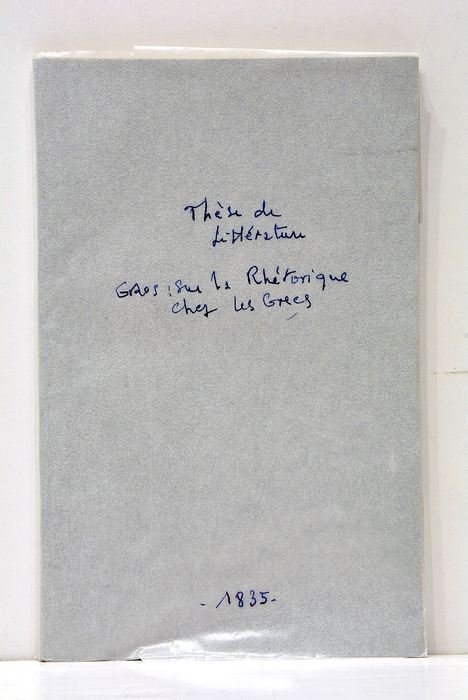 Thèse de
Littérature
Gros : Sur la Rhétorique
chez les Grecs
- 1835-